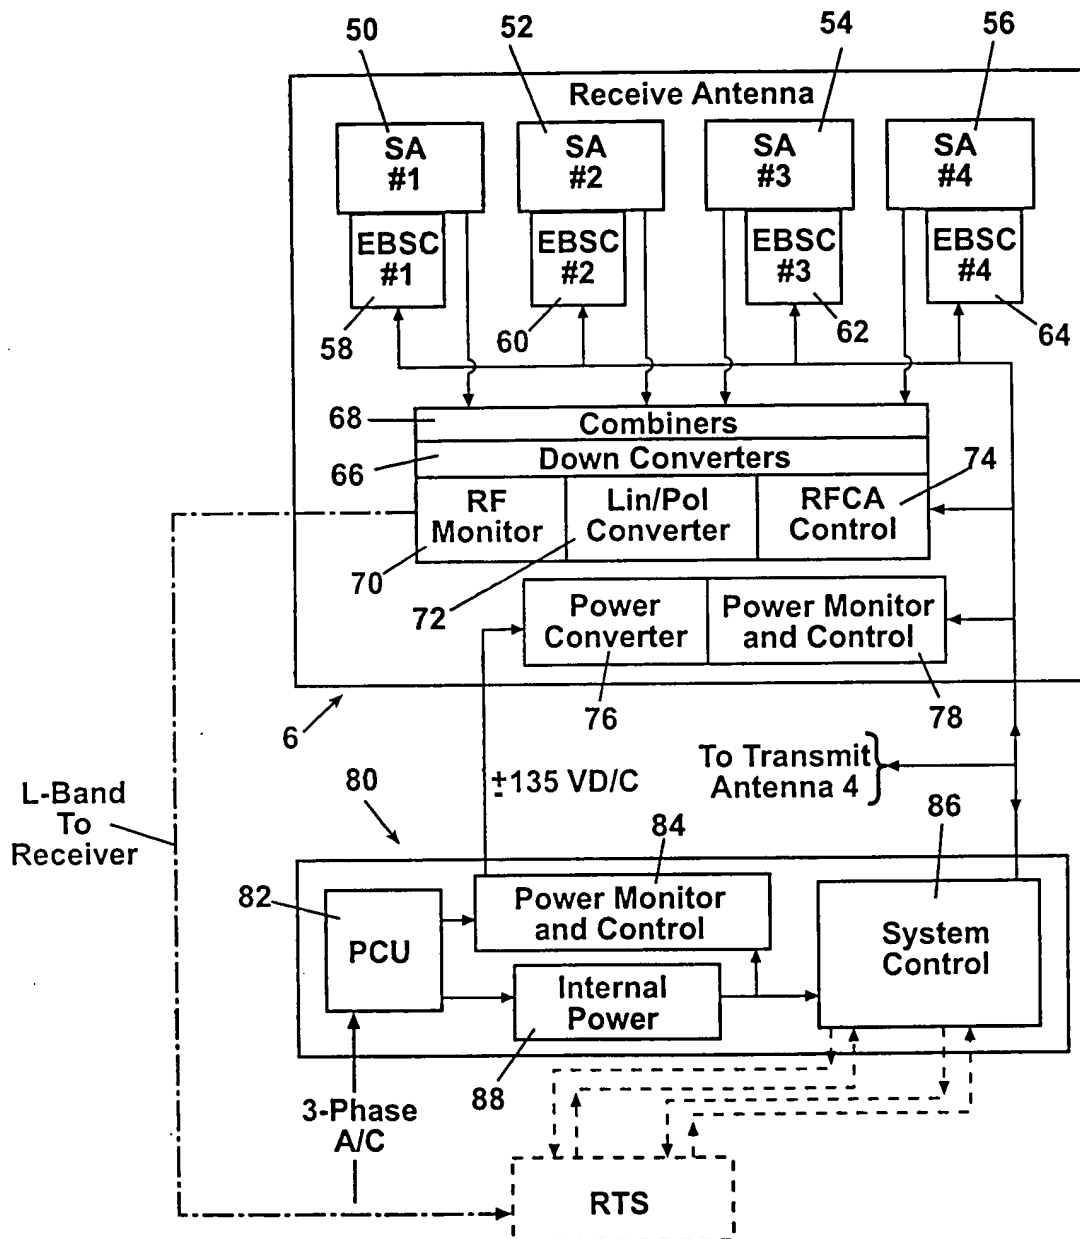 50
52
54
56
Receive Antenna
SA
#1
SA
#2
SA
#3
SA
#4
EBSC
#1
EBSC
#2
EBSC
#3
EBSC
#4
58
60
62
64
68
Combiners
66
Down Converters
74
RF
Monitor
Lin/Pol
Converter
RFCA
Control
70
72
Power
Converter
Power Monitor
and Control
76
78
6
To Transmit
Antenna 4
±135 VD/C
80
L-Band
To
Receiver
84
86
82
PCU
Power Monitor
and Control
System
Control
Internal
Power
88
3-Phase
A/C
RTS